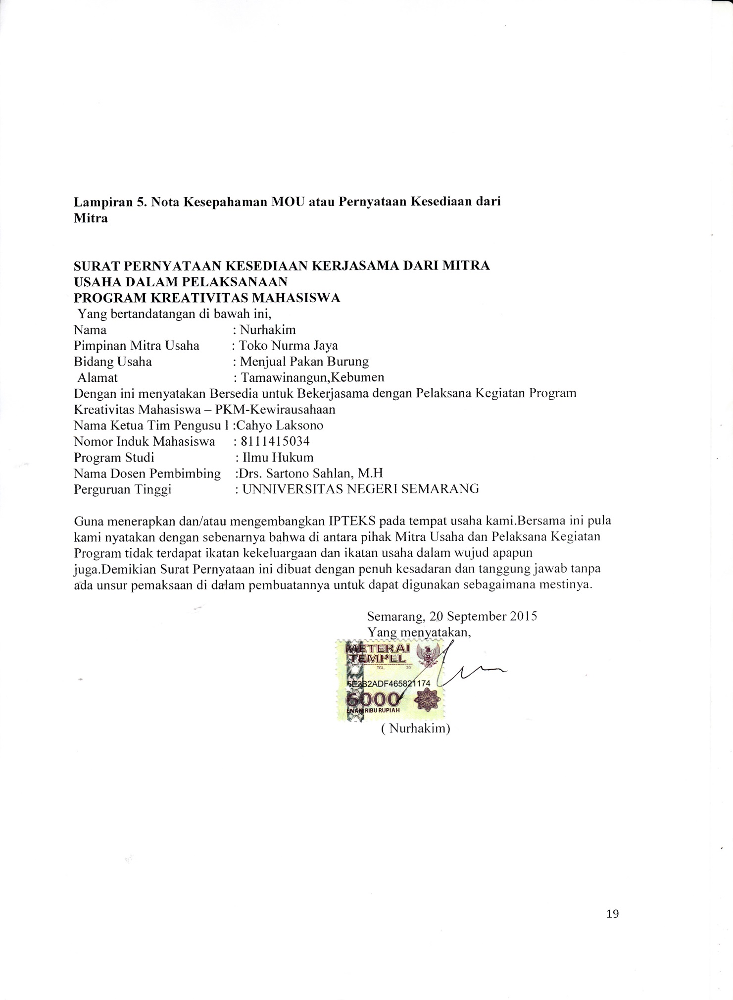 Lampiran 5. Nota Kesepahaman MOU atau Pernyataan Kesediaan dari
Mitra
SURAT PERNYATAAN KESEDIAAN KERJASAMA DARI MITRA
USAHA DALAM PELAKSANAAN
PROGRAM KREATIVITAS MAHASISWA
Yang bertandatangan di bawah ini,
Nama : Nurhakim
Pimpinan Mitra Usaha : Toko Nurma Jaya
Bidang Usaha : Menjual Pakan Burung
Alamat : Tamawinangun,Kebumen
Dengan ini menyatakan Bersedia untuk Bekerjasama dengan Pelaksana Kegiatan Program
Kreativitas Mahasiswa – PKM-Kewirausahaan
Nama Ketua Tim Pengusu l :Cahyo Laksono
Nomor Induk Mahasiswa : 8111415034
Program Studi : Ilmu Hukum
Nama Dosen Pembimbing :Drs. Sartono Sahlan, M.H
Perguruan Tinggi : UNNIVERSITAS NEGERI SEMARANG
Guna menerapkan dan/atau mengembangkan IPTEKS pada tempat usaha kami.Bersama ini pula
kami nyatakan dengan sebenarnya bahwa di antara pihak Mitra Usaha dan Pelaksana Kegiatan
Program tidak terdapat ikatan kekeluargaan dan ikatan usaha dalam wujud apapun
juga.Demikian Surat Pernyataan ini dibuat dengan penuh kesadaran dan tanggung jawab tanpa
ada unsur pemaksaan di dalam pembuatannya untuk dapat digunakan sebagaimana mestinya.
Semarang, 20 September 2015
Yang menyatakan,
METERAI
TEMPEL
TGL. 20
5E3B2ADF465821174
6000
ENAM RIBU RUPIAH
( Nurhakim)
19